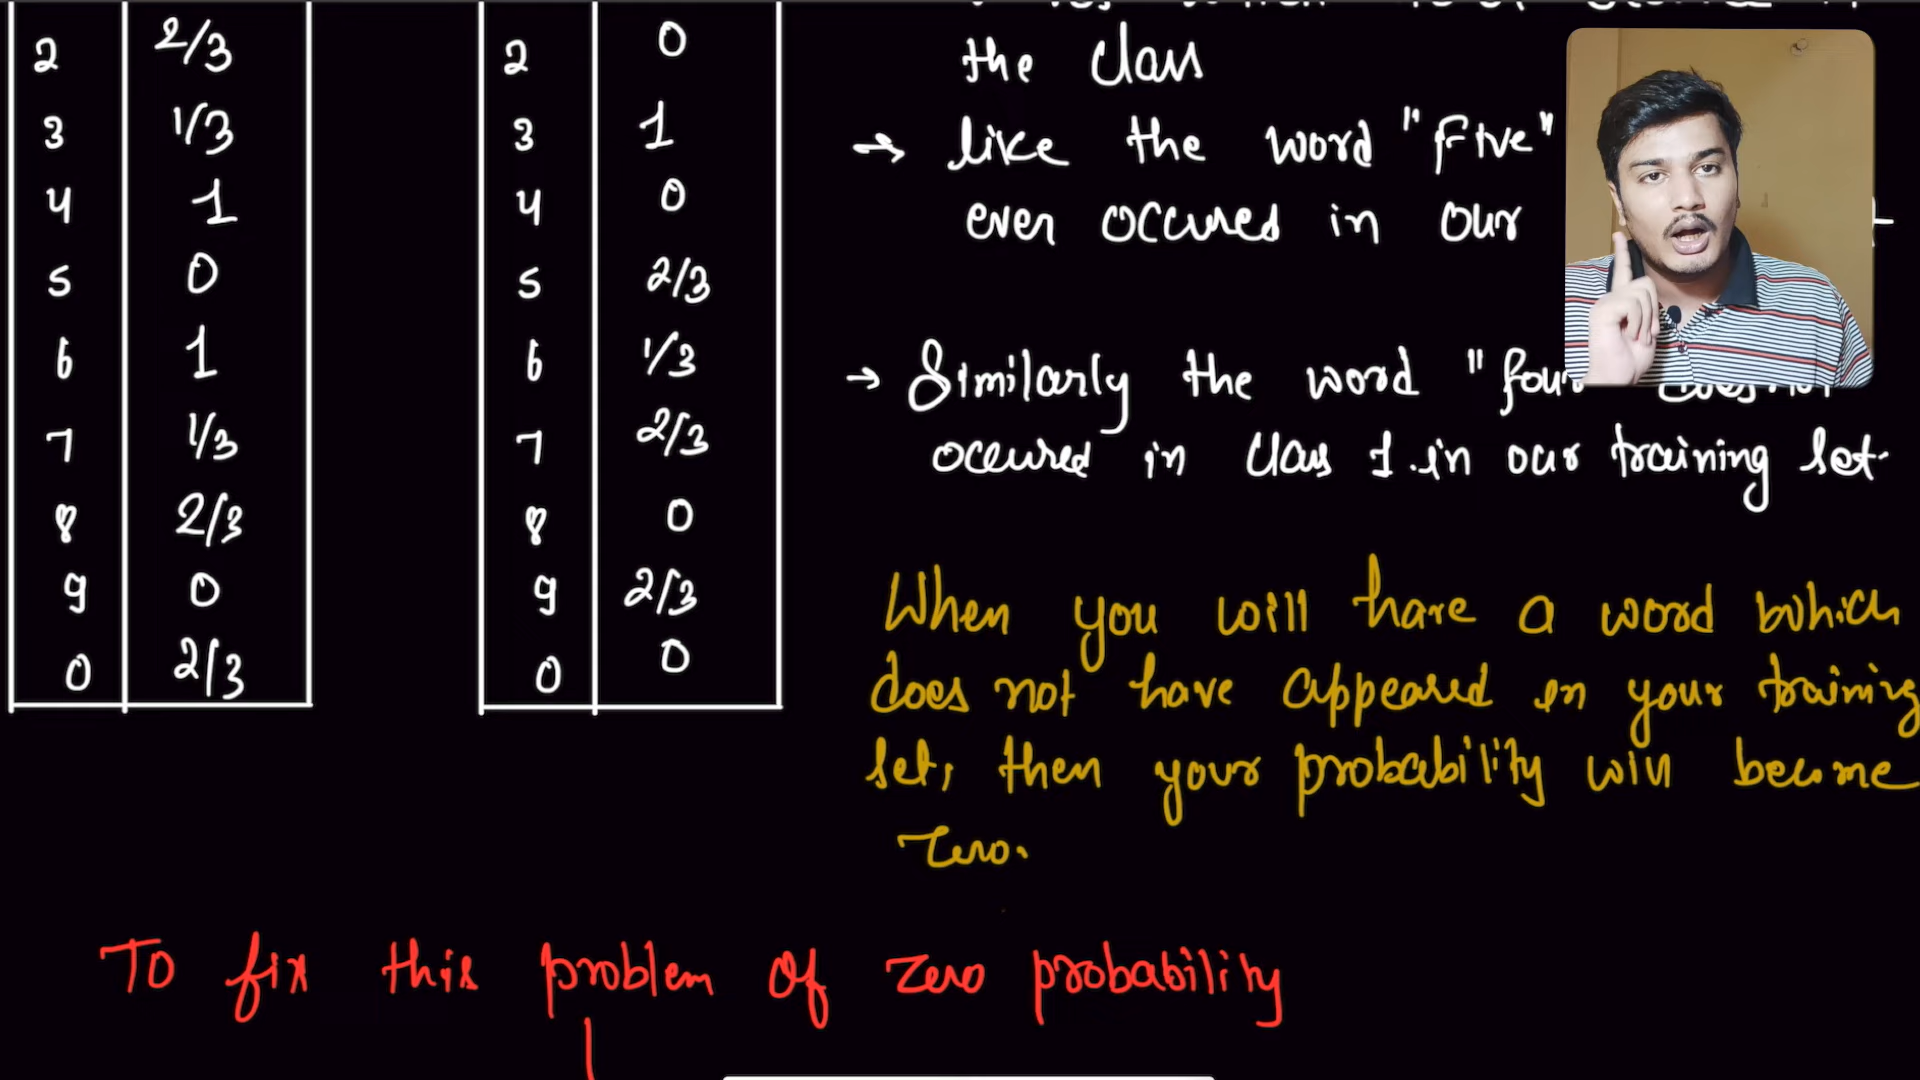 2 2/3
3 1/3
4 1
5 0
6 1
7 1/3
8 2/3
9 0
0 2/3
2 0
3 1
4 0
5 2/3
6 1/3
7 2/3
8 0
9 2/3
0 0
the class
→ like the word "five"
ever occured in our
→ Similarly the word "four does not
occured in class 1.in our training set.
When you will have a word which
does not have appeared in your training
set, then your probability will become
zero.
To fix this problem of zero probability